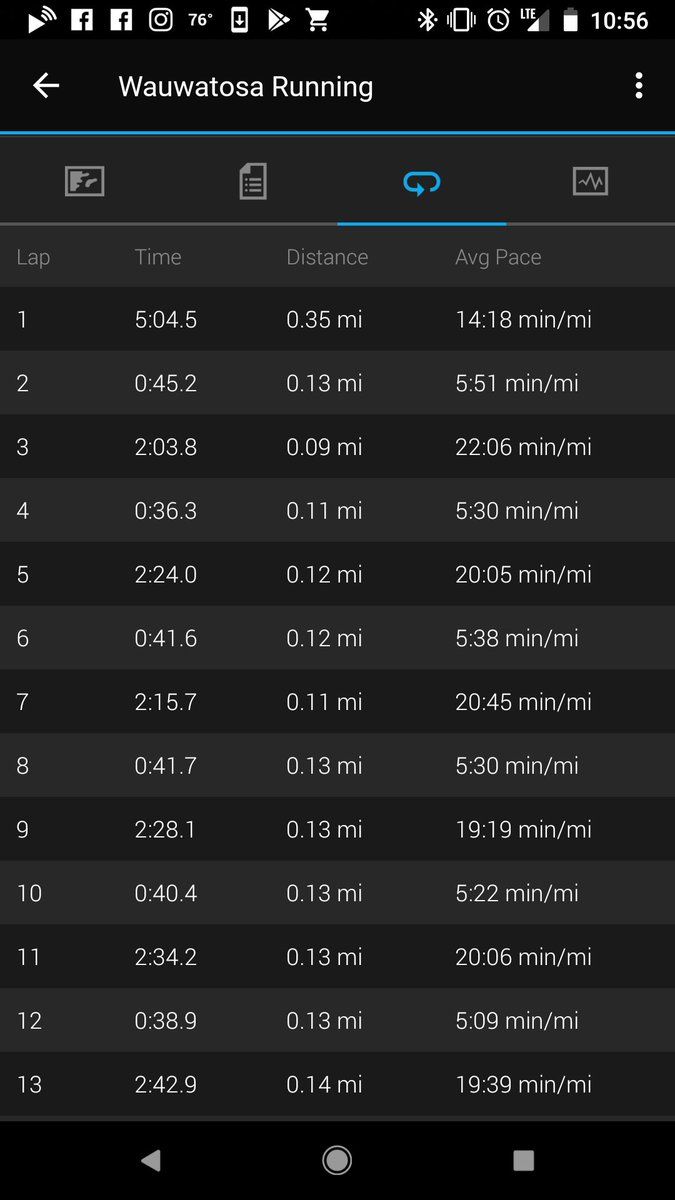 76°
LTE
10:56
Wauwatosa Running
Lap Time Distance Avg Pace
1 5:04.5 0.35 mi 14:18 min/mi
2 0:45.2 0.13 mi 5:51 min/mi
3 2:03.8 0.09 mi 22:06 min/mi
4 0:36.3 0.11 mi 5:30 min/mi
5 2:24.0 0.12 mi 20:05 min/mi
6 0:41.6 0.12 mi 5:38 min/mi
7 2:15.7 0.11 mi 20:45 min/mi
8 0:41.7 0.13 mi 5:30 min/mi
9 2:28.1 0.13 mi 19:19 min/mi
10 0:40.4 0.13 mi 5:22 min/mi
11 2:34.2 0.13 mi 20:06 min/mi
12 0:38.9 0.13 mi 5:09 min/mi
13 2:42.9 0.14 mi 19:39 min/mi